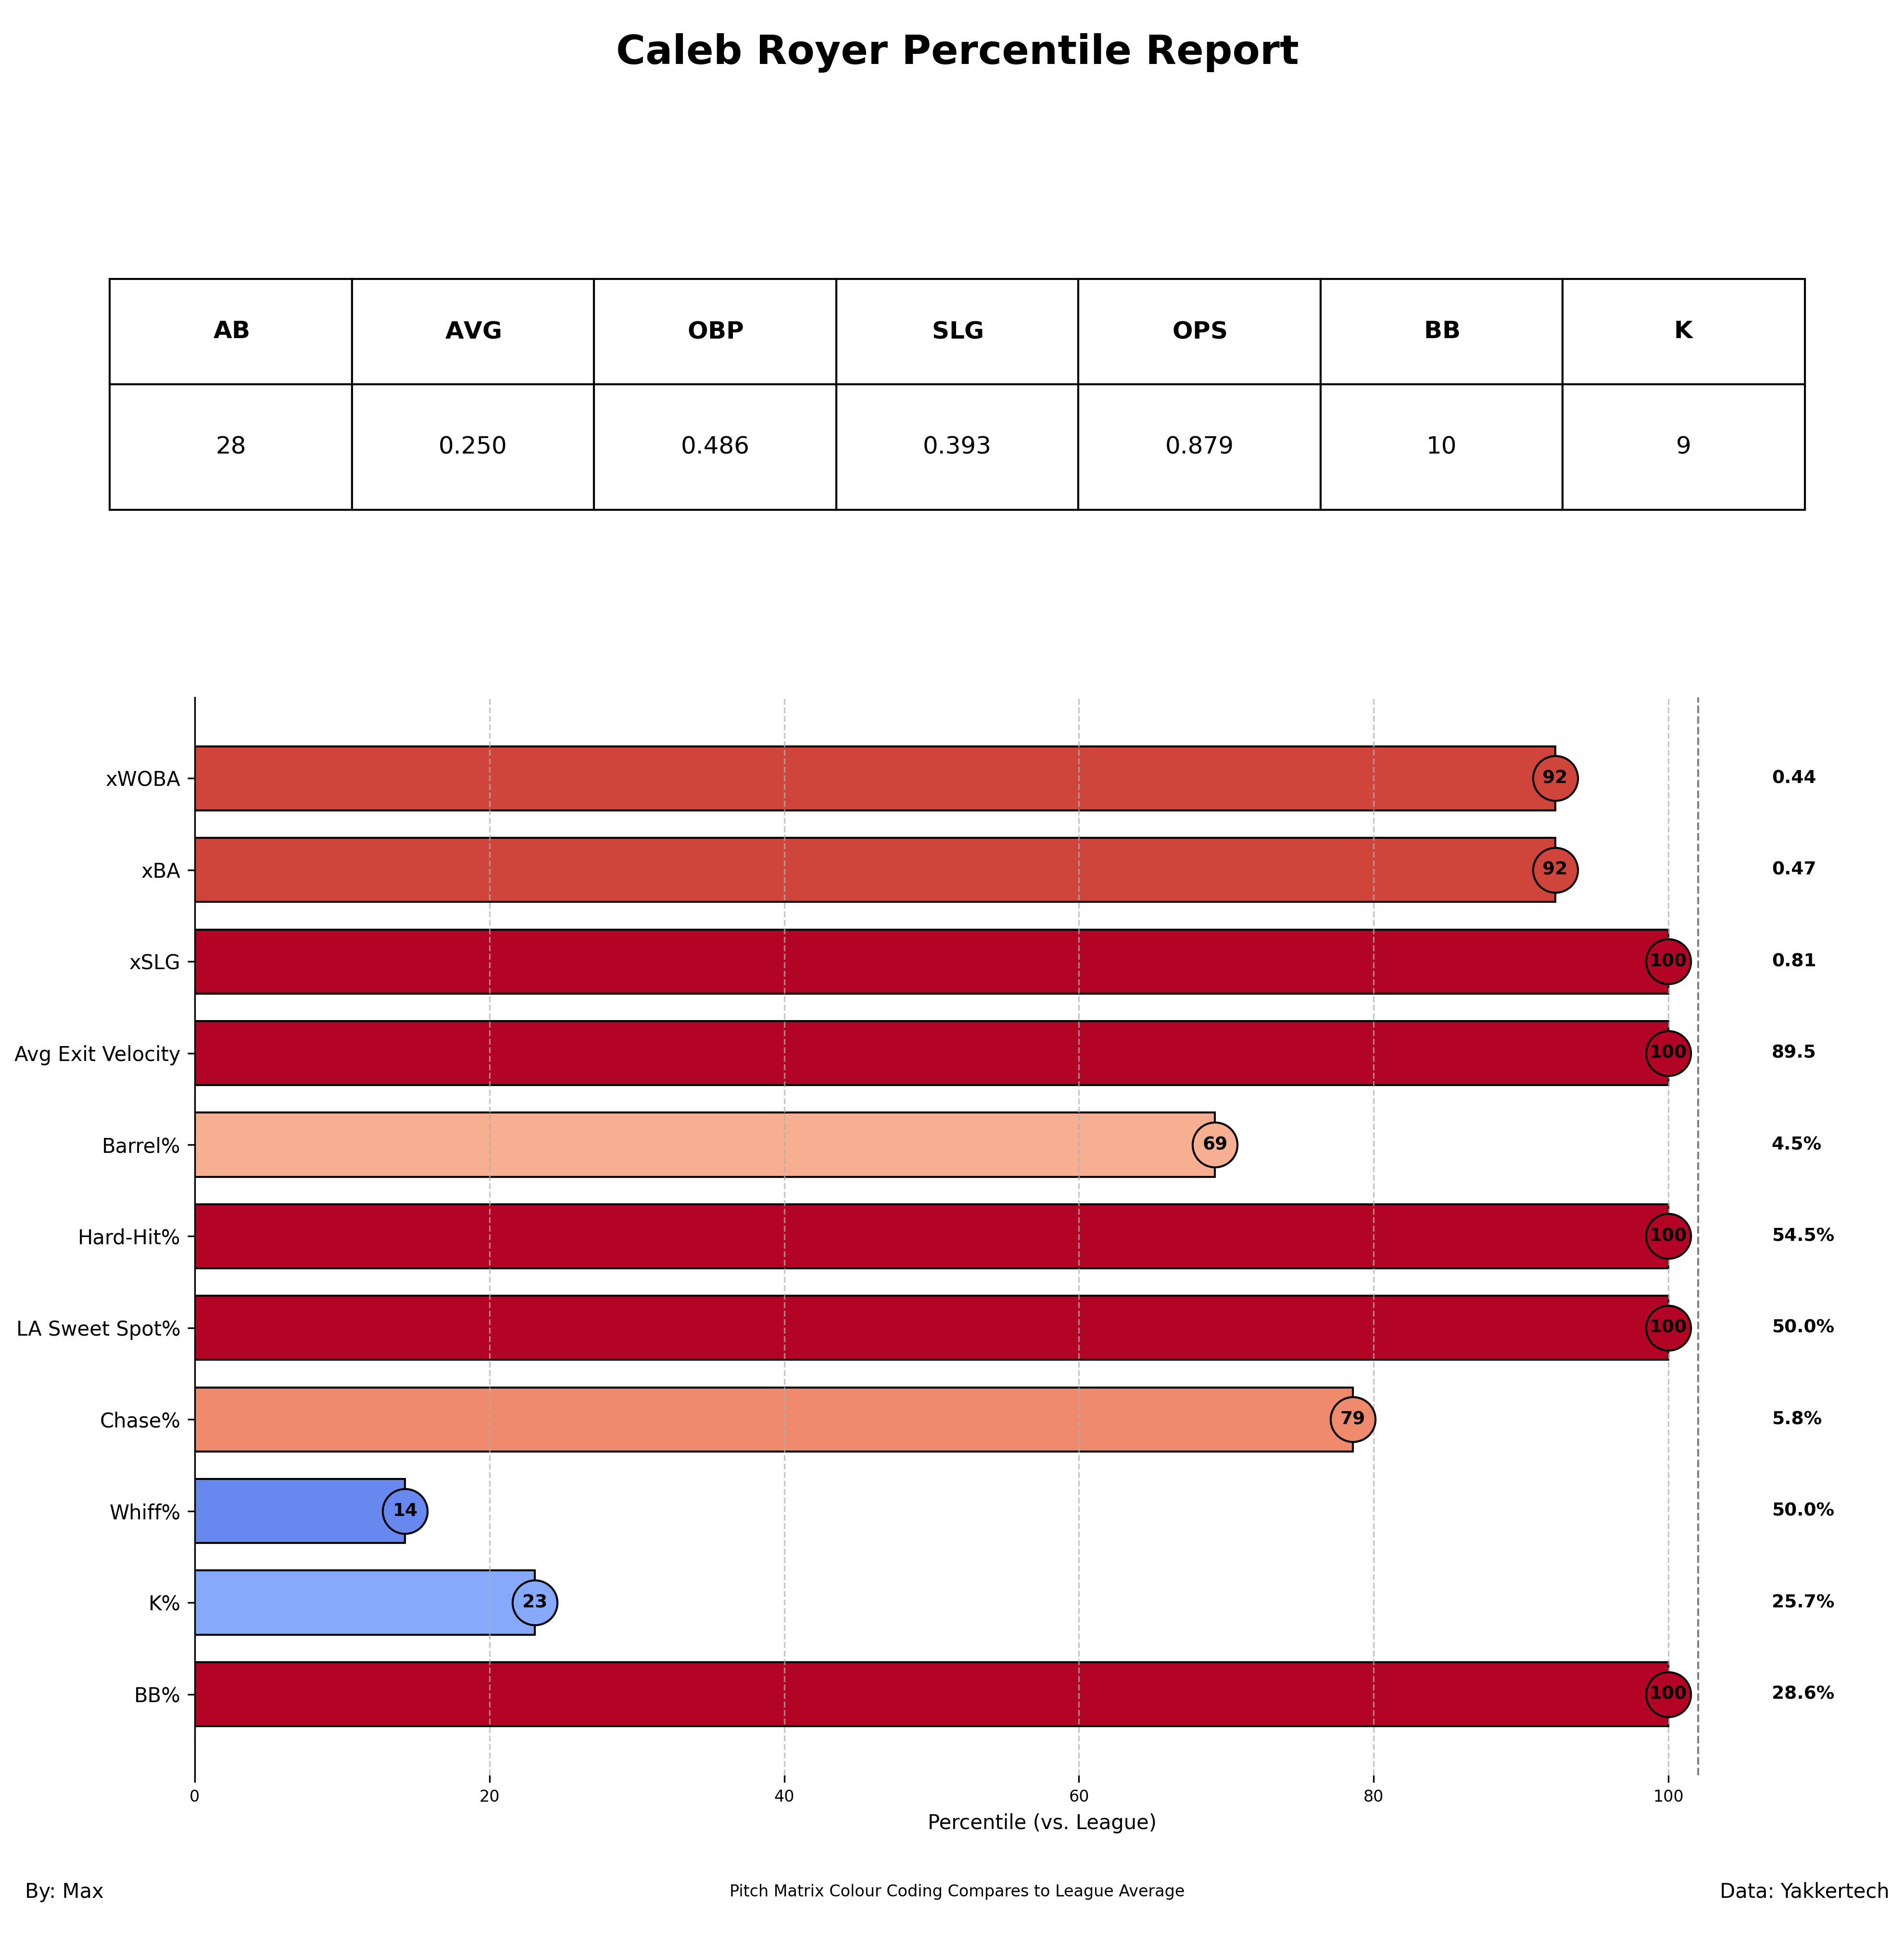 Caleb Royer Percentile Report
AB AVG OBP SLG OPS BB K
28 0.250 0.486 0.393 0.879 10 9
xWOBA 92 0.44
xBA 92 0.47
xSLG 100 0.81
Avg Exit Velocity 100 89.5
Barrel% 69 4.5%
Hard-Hit% 100 54.5%
LA Sweet Spot% 100 50.0%
Chase% 79 5.8%
Whiff% 14 50.0%
K% 23 25.7%
BB% 100 28.6%
0 20 40 60 80 100
Percentile (vs. League)
By: Max Pitch Matrix Colour Coding Compares to League Average Data: Yakkertech